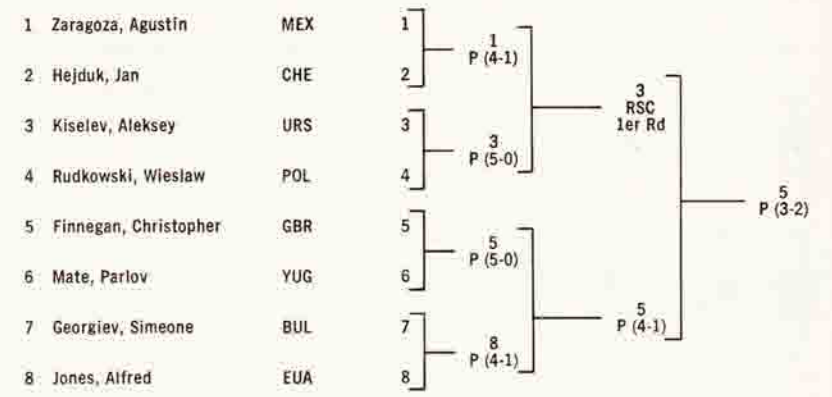 1 Zaragoza, Agustin MEX 1
2 Hejduk, Jan CHE 2
3 Kiselev, Aleksey URS 3
4 Rudkowski, Wieslaw POL 4
5 Finnegan, Christopher GBR 5
6 Mate, Parlov YUG 6
7 Georgiev, Simeone BUL 7
8 Jones, Alfred EUA 8
1
P (4-1)
3
P (5-0)
5
P (5-0)
8
P (4-1)
3
RSC
1er Rd
5
P (4-1)
5
P (3-2)